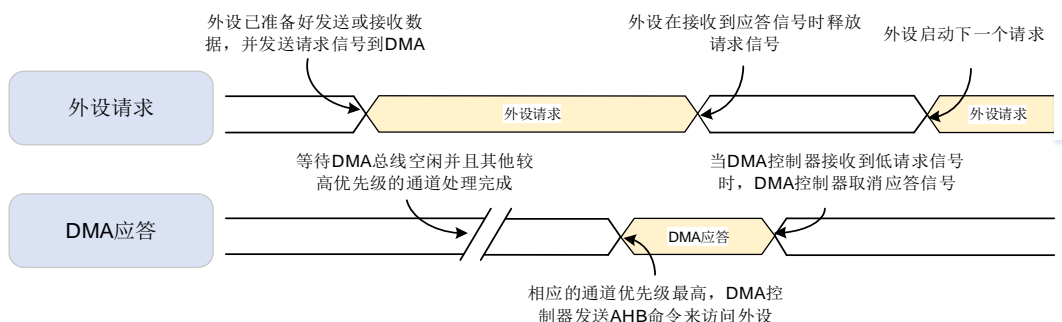 外设已准备好发送或接收数
据，并发送请求信号到DMA
外设在接收到应答信号时释放
请求信号
外设启动下一个请求
外设请求
外设请求
外设请求
等待DMA总线空闲并且其他较
高优先级的通道处理完成
当DMA控制器接收到低请求信号
时，DMA控制器取消应答信号
DMA应答
DMA应答
相应的通道优先级最高，DMA控
制器发送AHB命令来访问外设